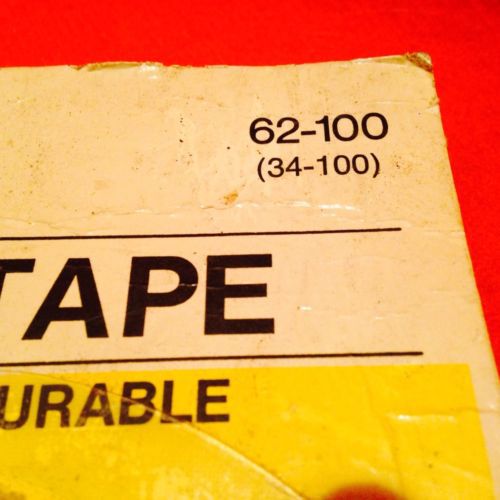 62-100
(34-100)
TAPE
URABLE